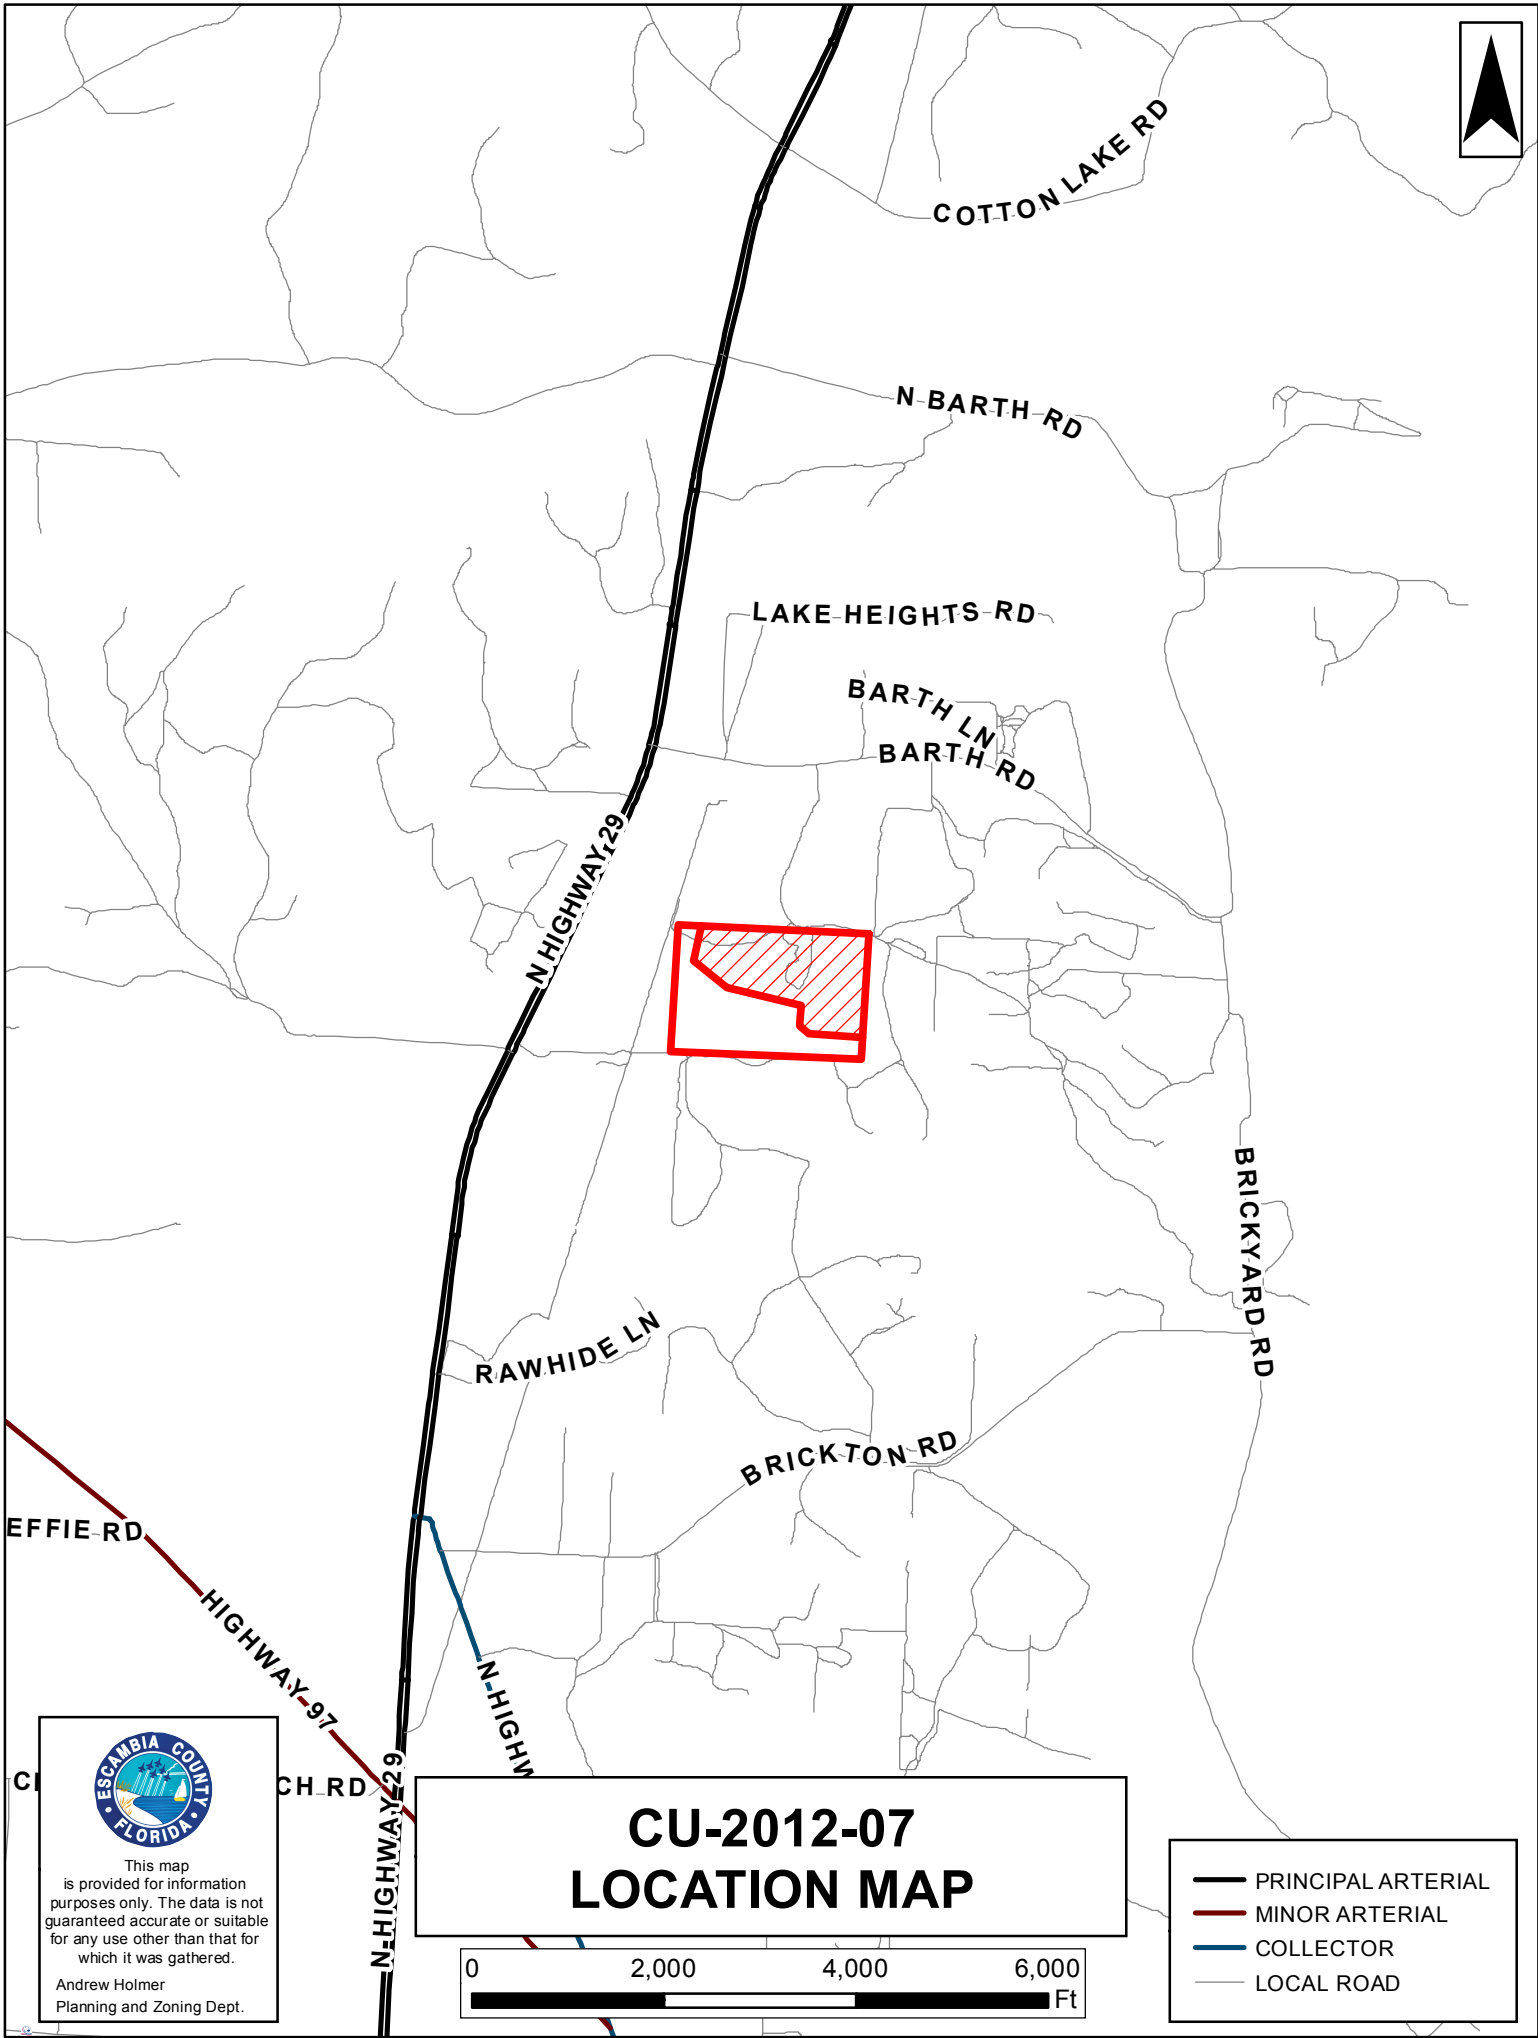 COTTON LAKE RD
N BARTH RD
LAKE HEIGHTS RD
BARTH LN
BARTH RD
N HIGHWAY 29
BRICKYARD RD
RAWHIDE LN
BRICKTON RD
EFFIE RD
HIGHWAY 97
N HIGHW
CH RD
N HIGHWAY 29
ESCAMBIA COUNTY
FLORIDA
This map
is provided for information
purposes only. The data is not
guaranteed accurate or suitable
for any use other than that for
which it was gathered.
Andrew Holmer
Planning and Zoning Dept.
CU-2012-07
LOCATION MAP
0 2,000 4,000 6,000
Ft
PRINCIPAL ARTERIAL
MINOR ARTERIAL
COLLECTOR
LOCAL ROAD